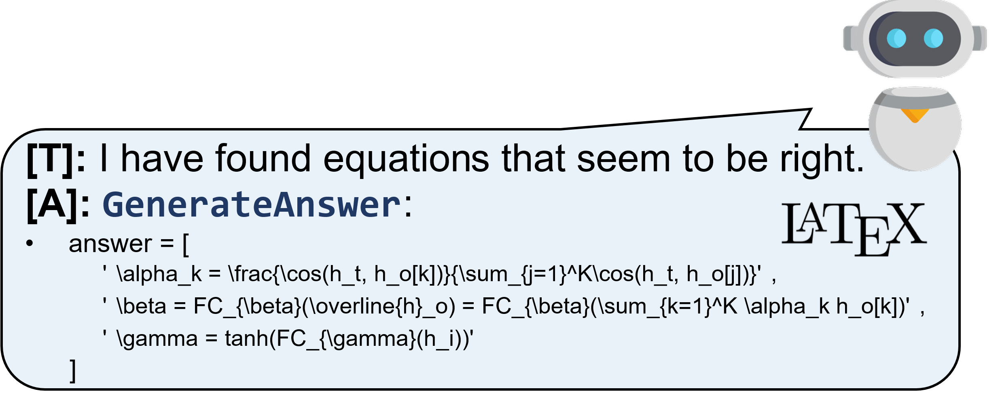 [T]: I have found equations that seem to be right.
[A]: GenerateAnswer:
LATEX
• answer = [
' \alpha_k = \frac{\cos(h_t, h_o[k])}{\sum_{j=1}^K\cos(h_t, h_o[j])}' ,
' \beta = FC_{\beta}(\overline{h}_o) = FC_{\beta}(\sum_{k=1}^K \alpha_k h_o[k])' ,
' \gamma = tanh(FC_{\gamma}(h_i))'
]